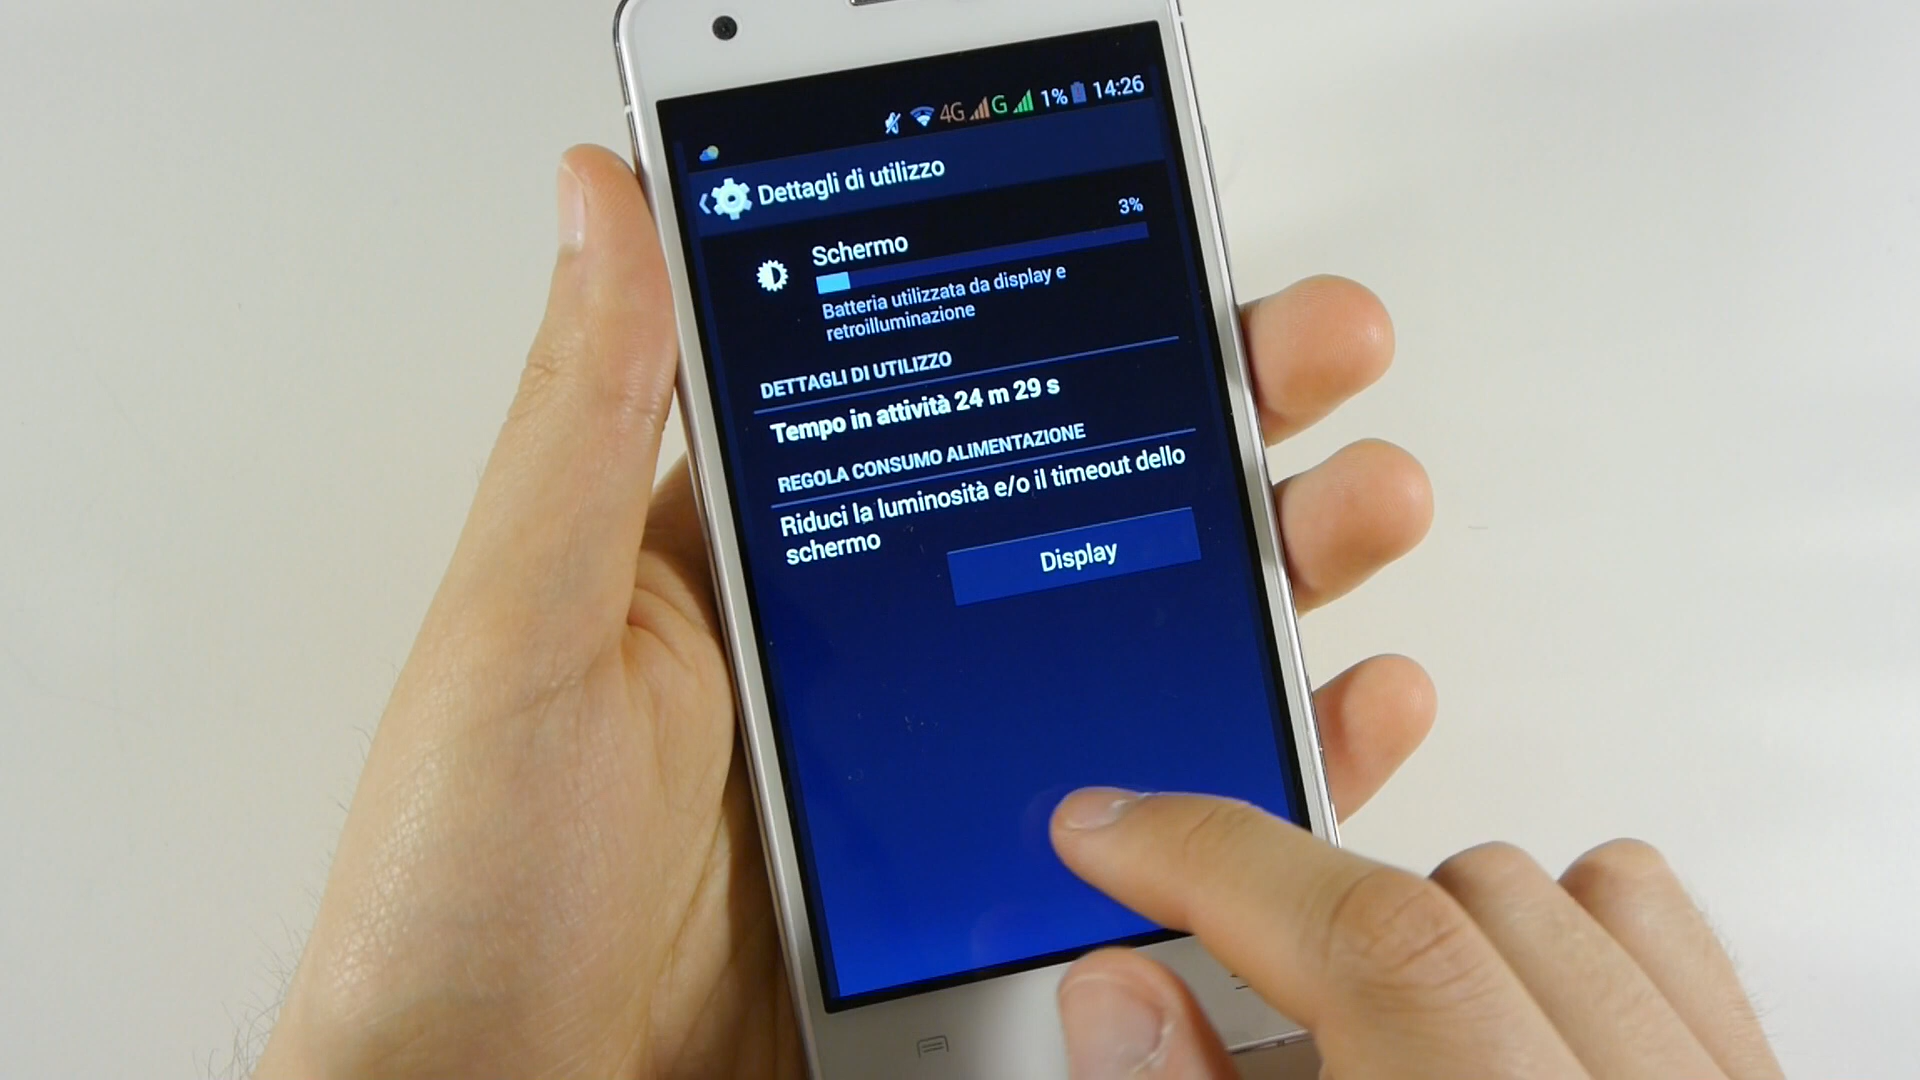 4G G 1% 14:26
Dettagli di utilizzo
3%
Schermo
Batteria utilizzata da display e
retroilluminazione
DETTAGLI DI UTILIZZO
Tempo in attività 24 m 29 s
REGOLA CONSUMO ALIMENTAZIONE
Riduci la luminosità e/o il timeout dello
schermo
Display